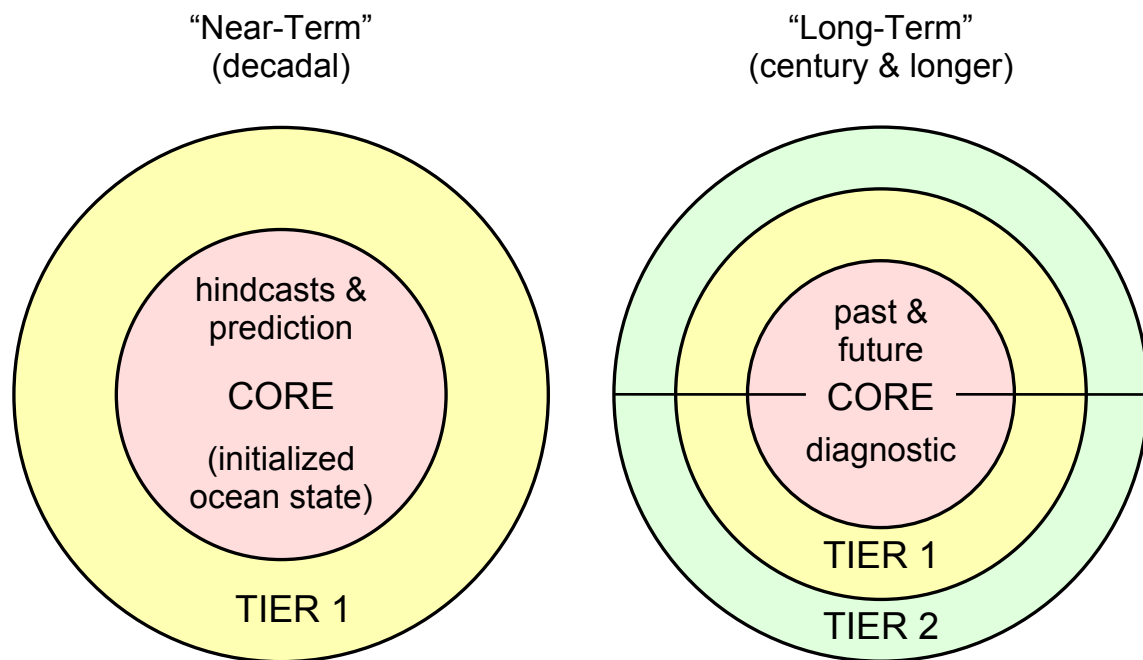 “Near-Term”
(decadal)
hindcasts &
prediction
CORE
(initialized
ocean state)
TIER 1
“Long-Term”
(century & longer)
past &
future
CORE
diagnostic
TIER 1
TIER 2